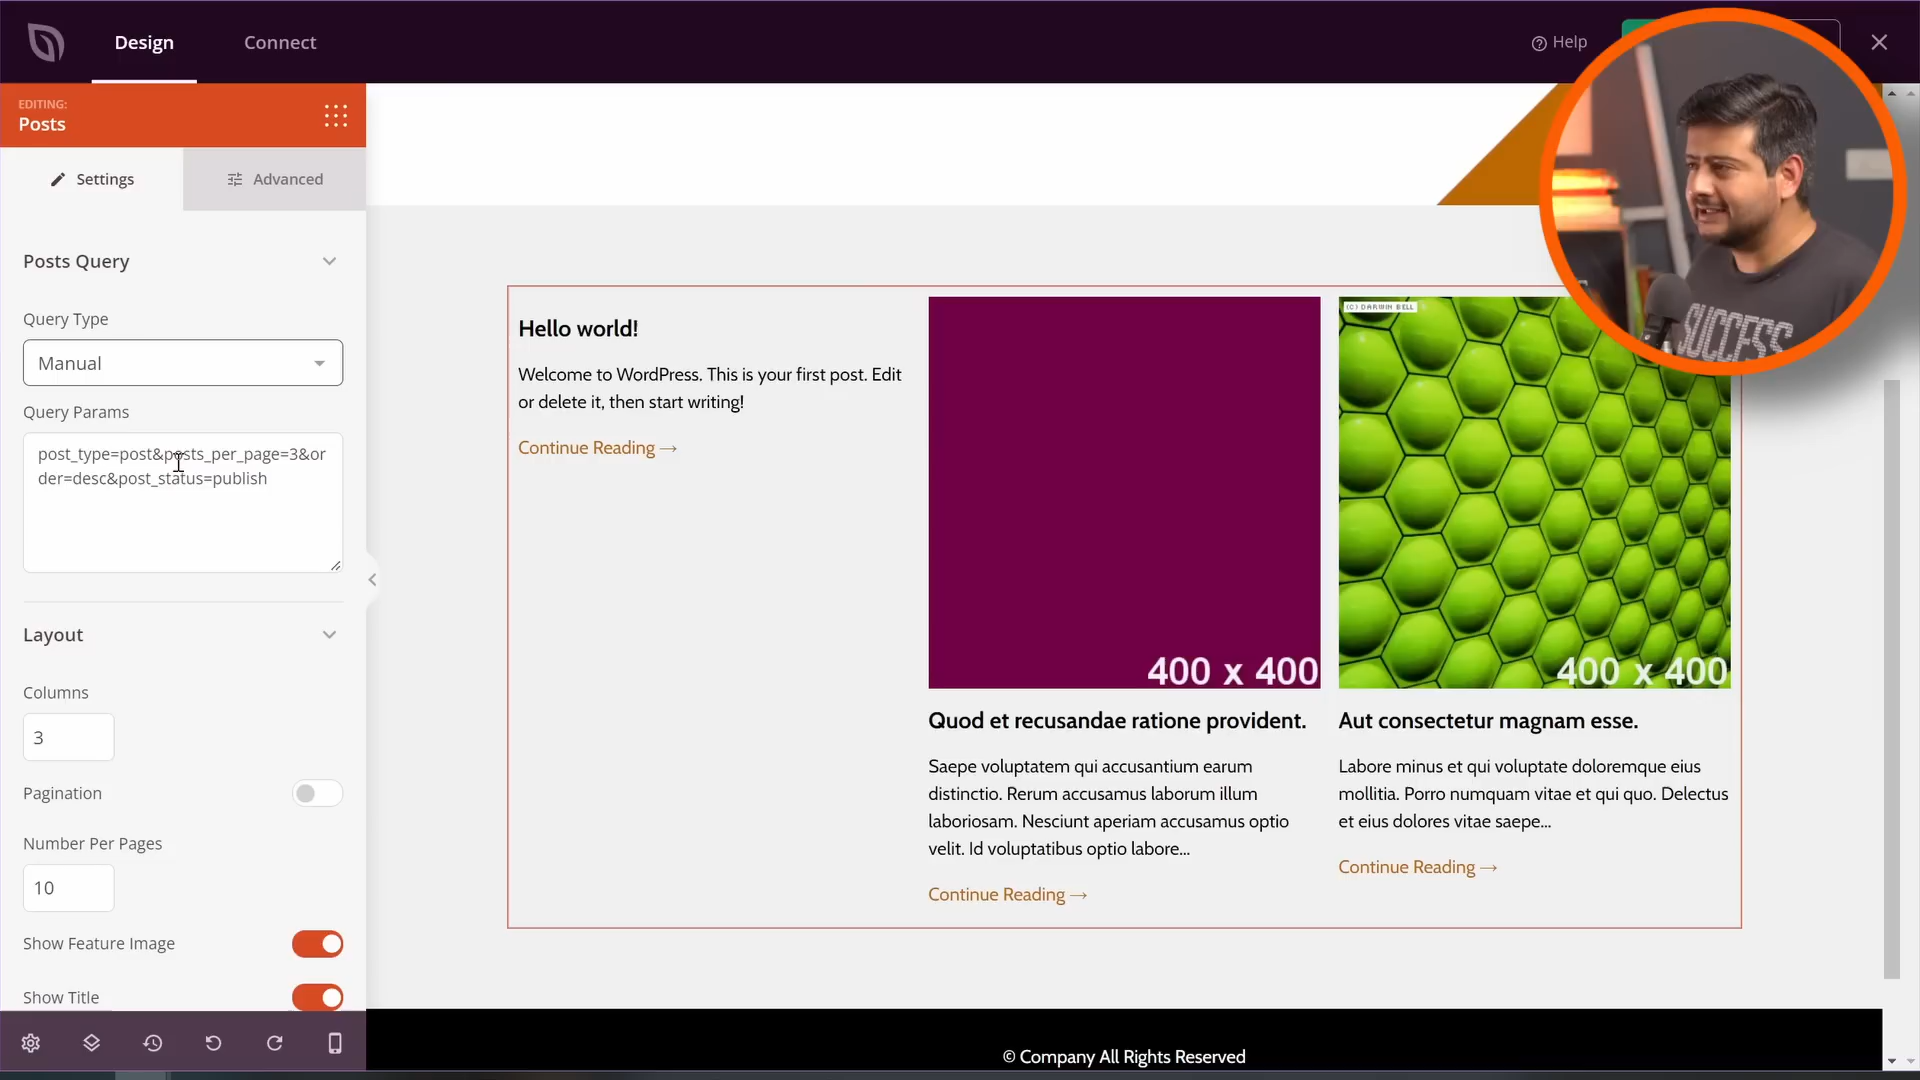 Design
Connect
Help
EDITING:
Posts
Settings
Advanced
Posts Query
Query Type
Manual
Query Params
post_type=post&posts_per_page=3&or
der=desc&post_status=publish
Layout
Columns
3
Pagination
Number Per Pages
10
Show Feature Image
Show Title
Hello world!
Welcome to WordPress. This is your first post. Edit
or delete it, then start writing!
Continue Reading →
400 x 400
Quod et recusandae ratione provident.
Saepe voluptatem qui accusantium earum
distinctio. Rerum accusamus laborum illum
laboriosam. Nesciunt aperiam accusamus optio
velit. Id voluptatibus optio labore...
Continue Reading →
(C) DARWIN BELL
400 x 400
Aut consectetur magnam esse.
Labore minus et qui voluptate doloremque eius
mollitia. Porro numquam vitae et qui quo. Delectus
et eius dolores vitae saepe...
Continue Reading →
SUCCESS
© Company All Rights Reserved